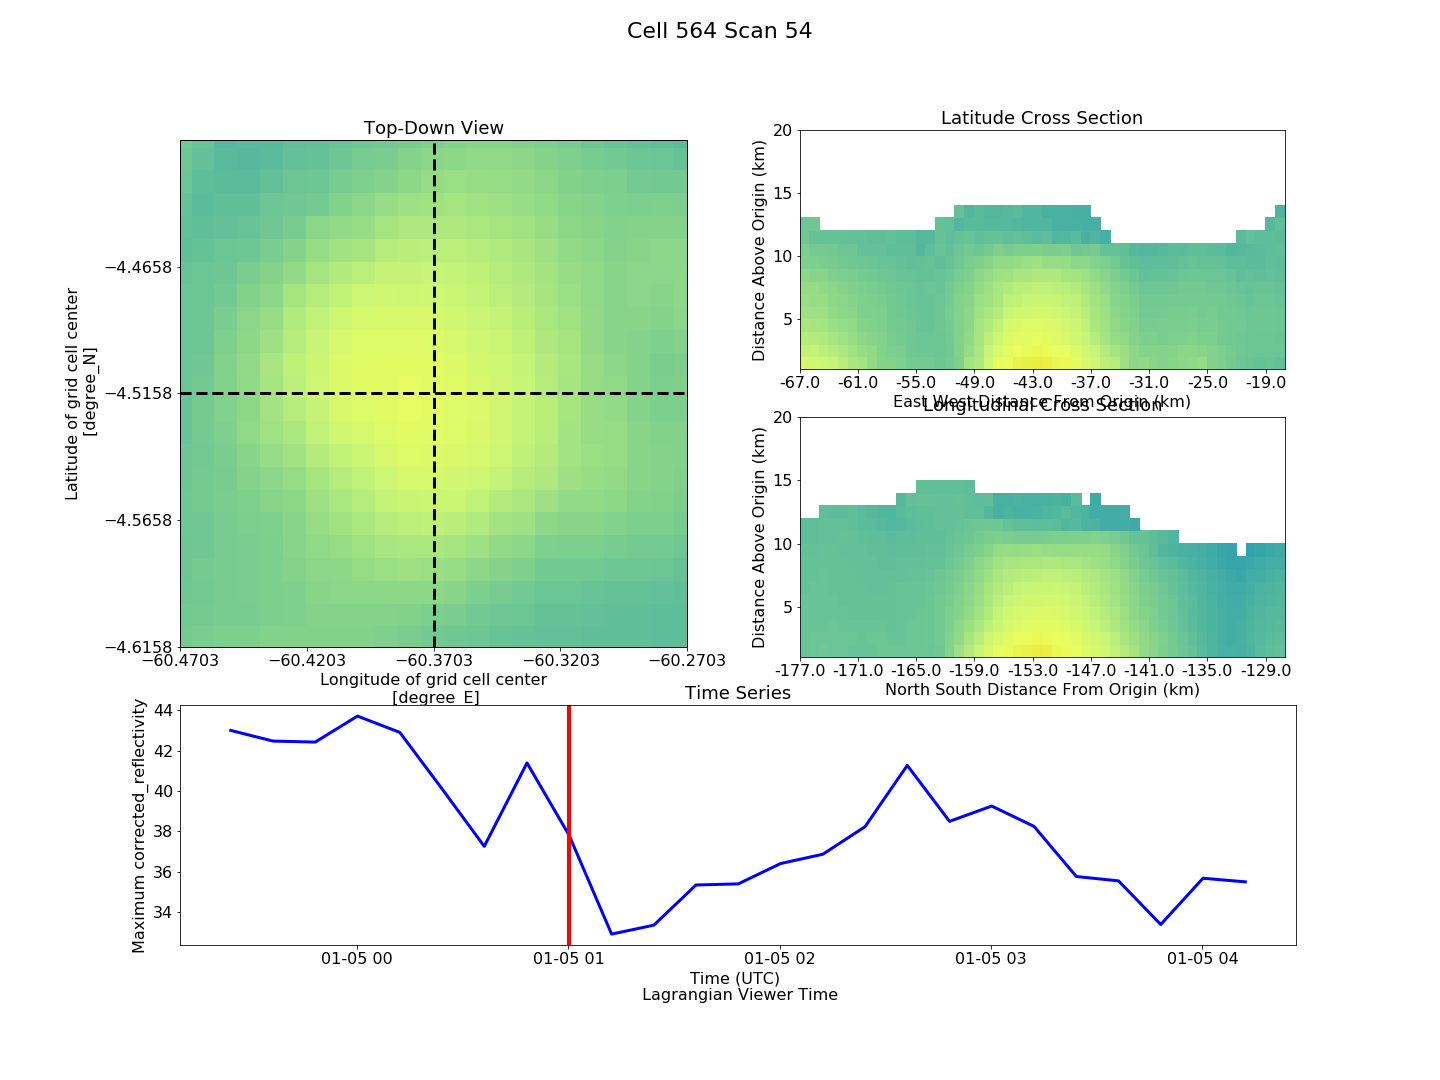 Cell 564 Scan 54
Top-Down View
Latitude of grid cell center
[degree_N]
−4.4658
−4.5158
−4.5658
−4.6158
−60.4703 −60.4203 −60.3703 −60.3203 −60.2703
Longitude of grid cell center
[degree_E]
Latitude Cross Section
Distance Above Origin (km)
20
15
10
5
-67.0 -61.0 -55.0 -49.0 -43.0 -37.0 -31.0 -25.0 -19.0
East West Distance From Origin (km)
Longitudinal Cross Section
Distance Above Origin (km)
20
15
10
5
-177.0 -171.0 -165.0 -159.0 -153.0 -147.0 -141.0 -135.0 -129.0
North South Distance From Origin (km)
Time Series
Maximum corrected_reflectivity
44
42
40
38
36
34
01-05 00 01-05 01 01-05 02 01-05 03 01-05 04
Time (UTC)
Lagrangian Viewer Time